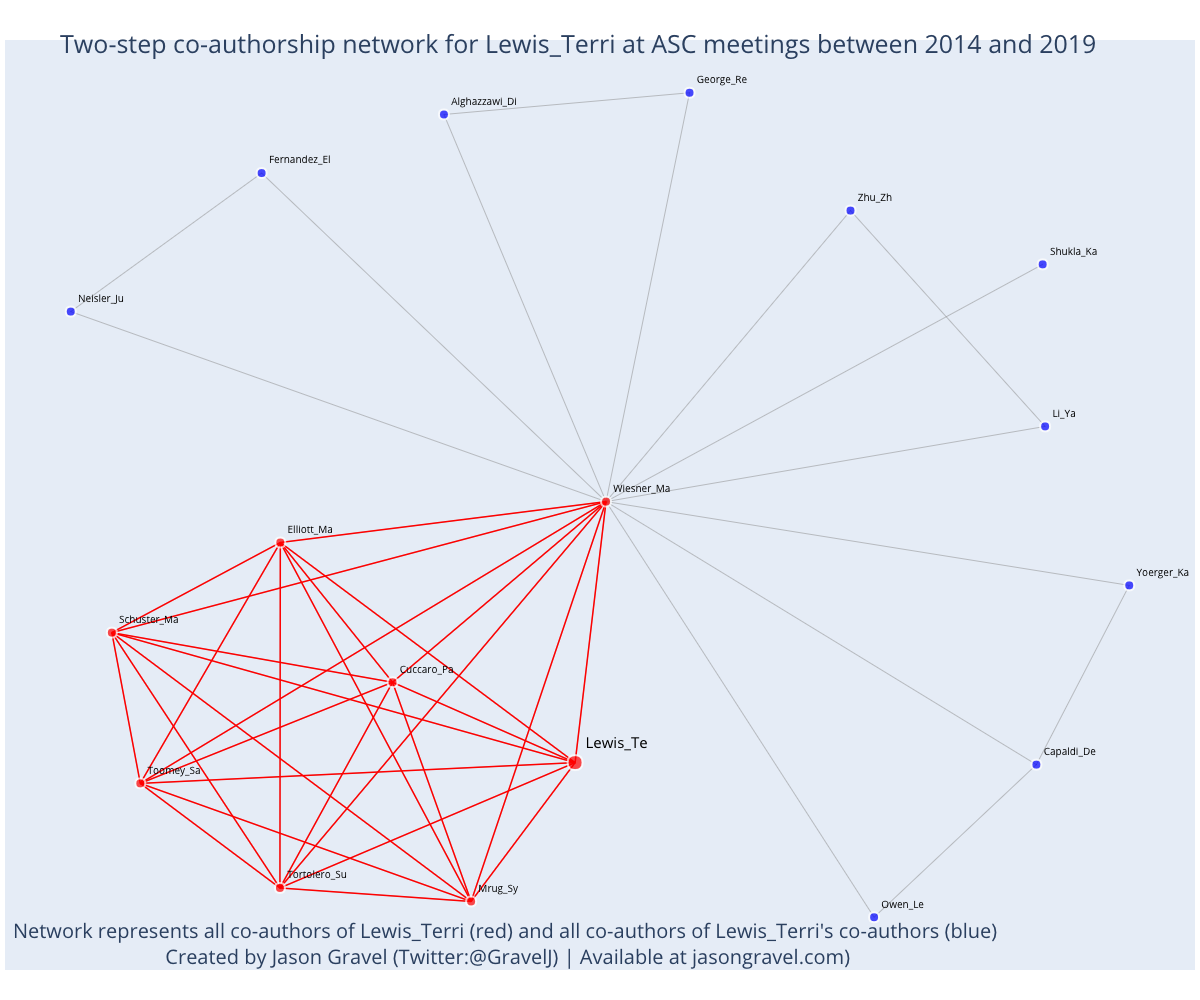 Two-step co-authorship network for Lewis_Terri at ASC meetings between 2014 and 2019
George_Re
Alghazzawi_Di
Fernandez_El
Zhu_Zh
Shukla_Ka
Neisler_Ju
Li_Ya
Wiesner_Ma
Elliott_Ma
Yoerger_Ka
Schuster_Ma
Cuccaro_Pa
Lewis_Te
Capaldi_De
Toomey_Sa
Tortolero_Su
Mrug_Sy
Owen_Le
Network represents all co-authors of Lewis_Terri (red) and all co-authors of Lewis_Terri's co-authors (blue)
Created by Jason Gravel (Twitter:@GravelJ) | Available at jasongravel.com)